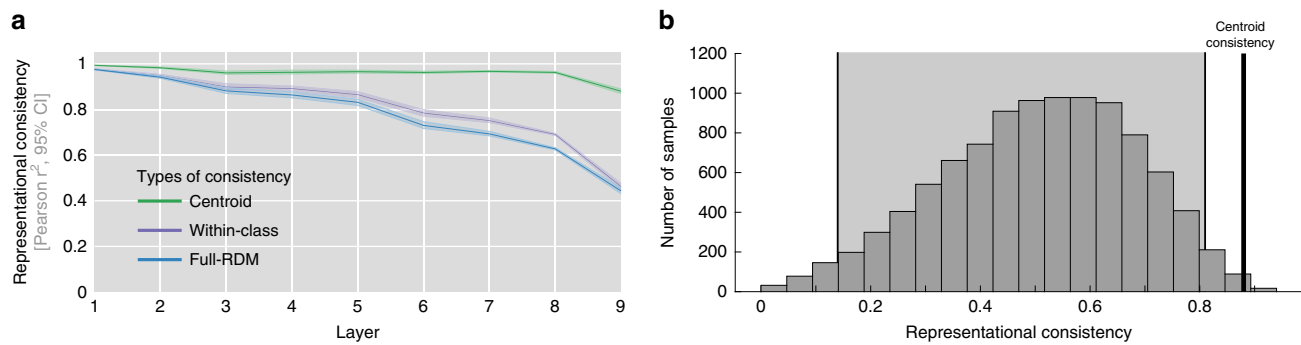 a
Representational consistency
[Pearson r², 95% CI]
1
0.8
0.6
0.4
0.2
0
Types of consistency
Centroid
Within-class
Full-RDM
1 2 3 4 5 6 7 8 9
Layer
b
Centroid
consistency
Number of samples
1200
1000
800
600
400
200
0
0 0.2 0.4 0.6 0.8
Representational consistency